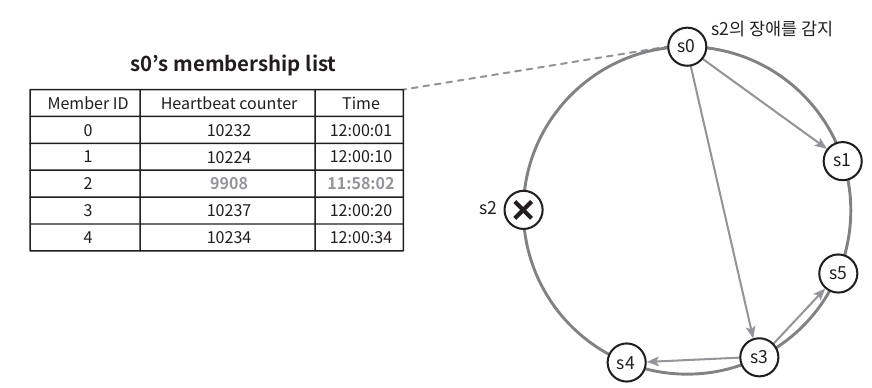 s2의 장애를 감지
s0
s0’s membership list
Member ID Heartbeat counter Time
0 10232 12:00:01
1 10224 12:00:10
2 9908 11:58:02
3 10237 12:00:20
4 10234 12:00:34
s1
s2
s5
s3
s4